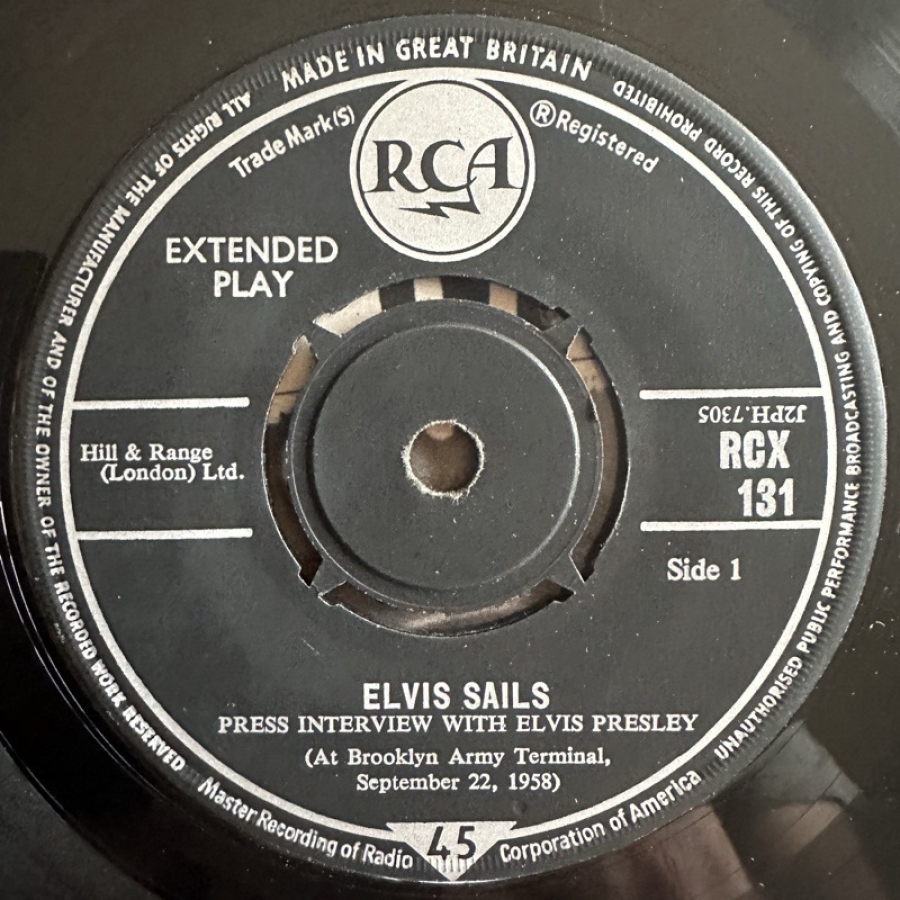 MADE IN GREAT BRITAIN
ALL RIGHTS OF THE MANUFACTURER AND OF THE OWNER OF THE RECORDED WORK RESERVED
UNAUTHORISED PUBLIC PERFORMANCE BROADCASTING AND COPYING OF THIS RECORD PROHIBITED
Trade Mark(S)
RCA
®Registered
EXTENDED
PLAY
J2PH.7305
Hill & Range
(London) Ltd.
RCX
131
Side 1
ELVIS SAILS
PRESS INTERVIEW WITH ELVIS PRESLEY
(At Brooklyn Army Terminal,
September 22, 1958)
Master Recording of Radio
45
Corporation of America